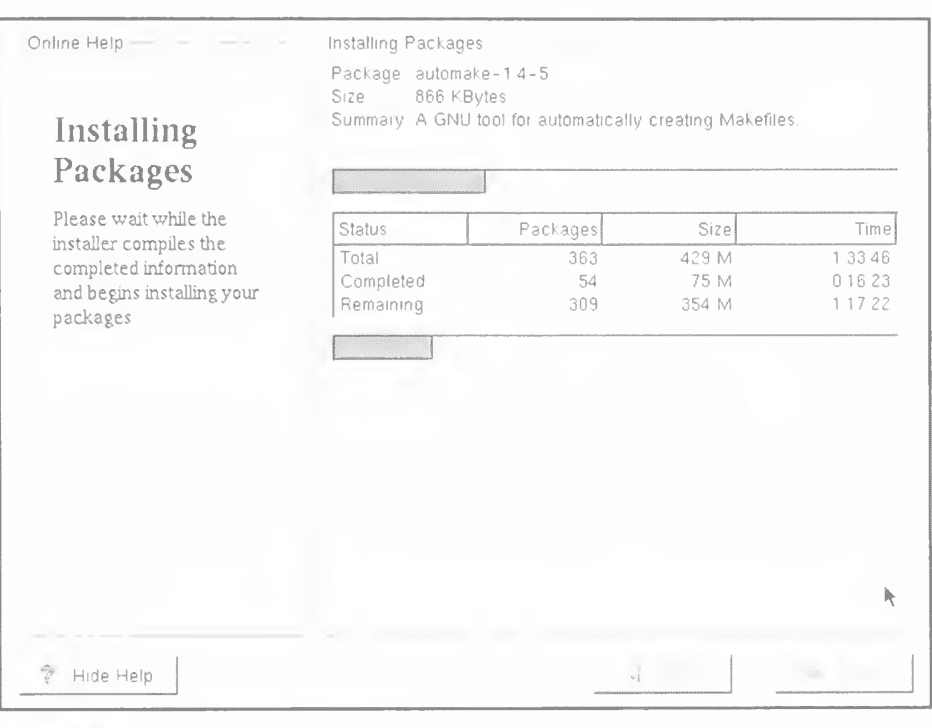 Online Help
Installing
Packages
Please wait while the
installer compiles the
completed information
and begins installing your
packages
Installing Packages
Package automake-1 4-5
Size 866 KBytes
Summary A GNU tool for automatically creating Makefiles.
Status Packages Size Time
Total 363 429 M 1 33 46
Completed 54 75 M 0 16 23
Remaining 309 354 M 1 17 22
Hide Help